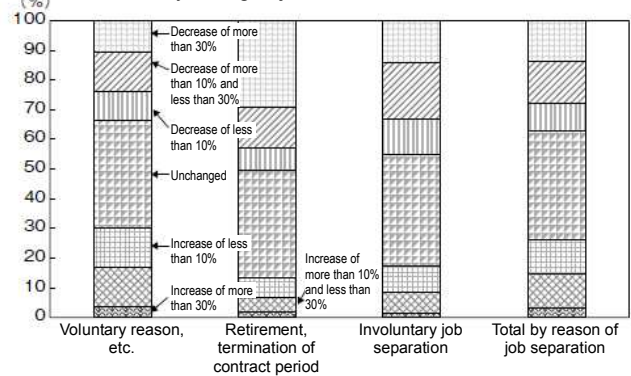 (%)
100
90
80
70
60
50
40
30
20
10
0
Decrease of more
than 30%
Decrease of more
than 10% and
less than 30%
Decrease of less
than 10%
Unchanged
Increase of less
than 10%
Increase of more
than 30%
Increase of
more than 10%
and less than
30%
Voluntary reason,
etc.
Retirement,
termination of
contract period
Involuntary job
separation
Total by reason of
job separation